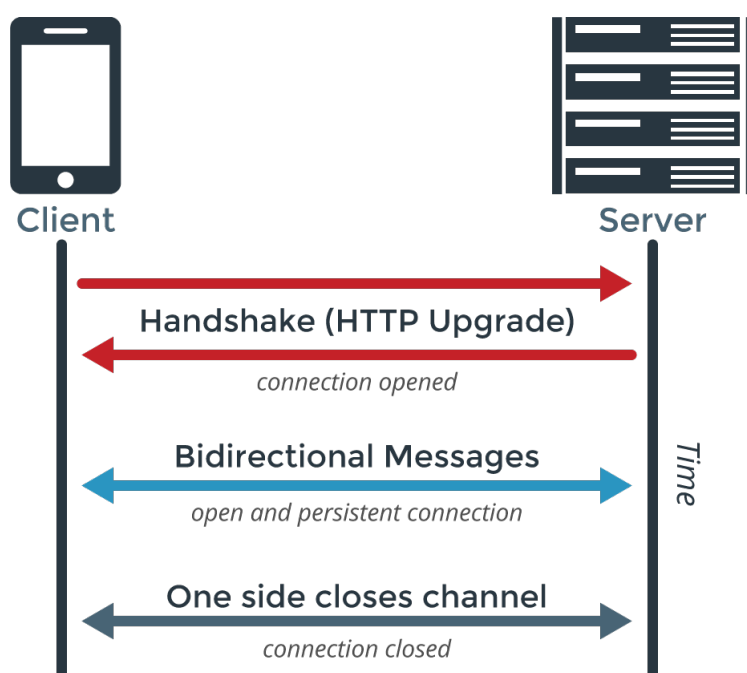 Client
Server
Handshake (HTTP Upgrade)
connection opened
Bidirectional Messages
open and persistent connection
Time
One side closes channel
connection closed